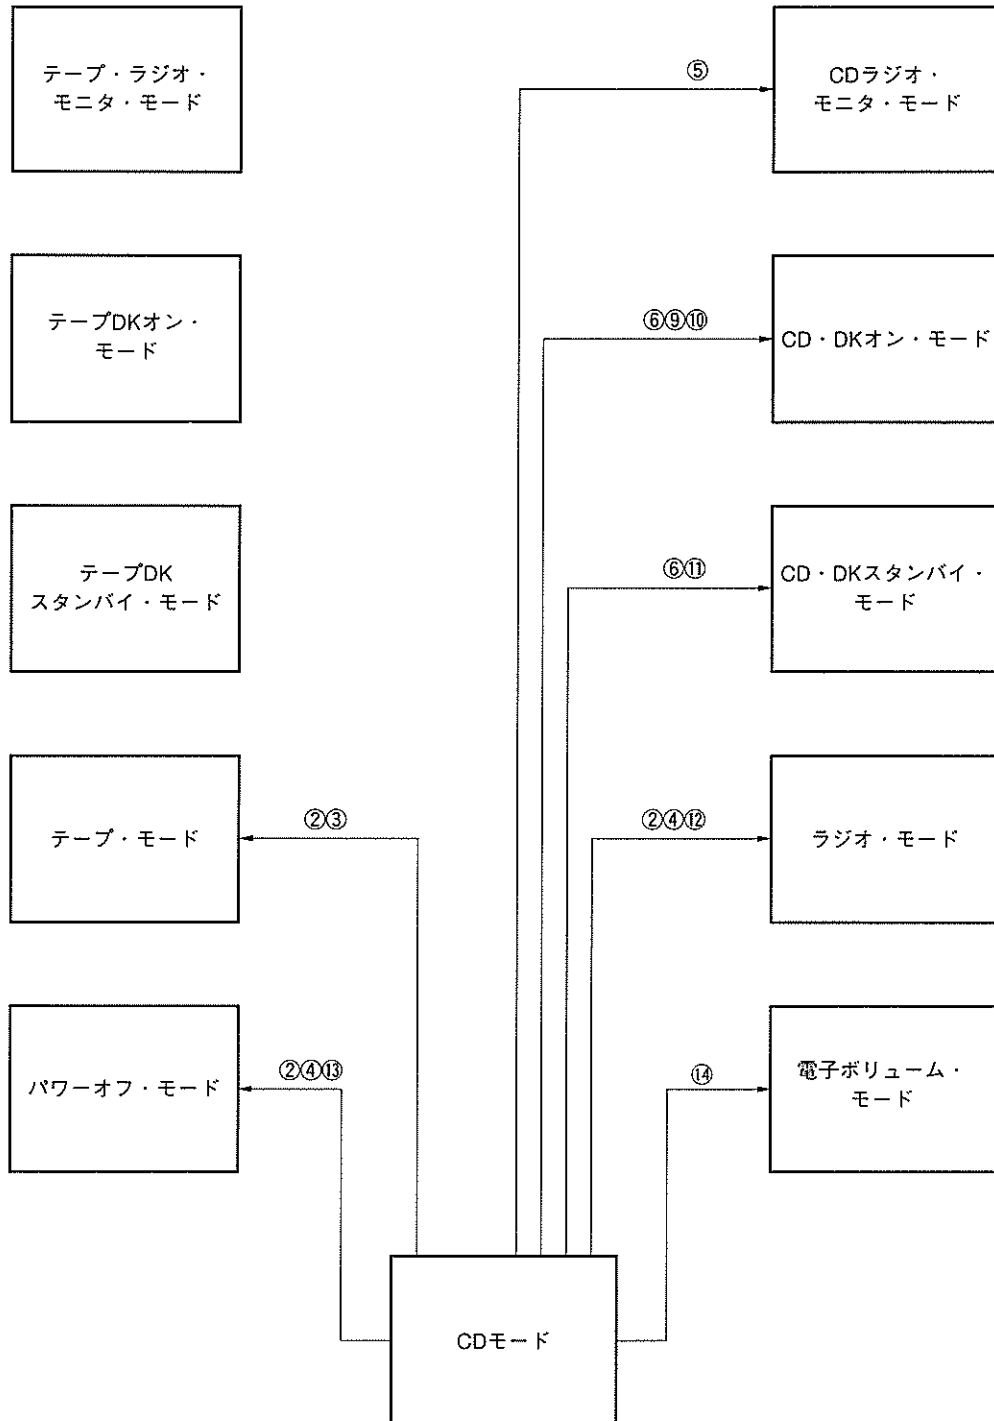 テープ・ラジオ・
モニタ・モード
⑤
CDラジオ・
モニタ・モード
テープDKオン・
モード
⑥⑨⑩
CD・DKオン・モード
テープDK
スタンバイ・モード
⑥⑪
CD・DKスタンバイ・
モード
テープ・モード
②③
②④⑫
ラジオ・モード
パワーオフ・モード
②④⑬
⑭
電子ボリューム・
モード
CDモード